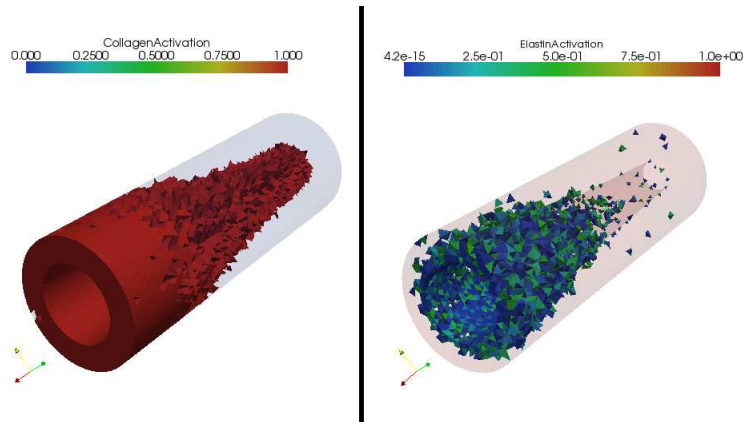 CollagenActivation
0.000 0.2500 0.5000 0.7500 1.000
ElastinActivation
4.2e-15 2.5e-01 5.0e-01 7.5e-01 1.0e+00